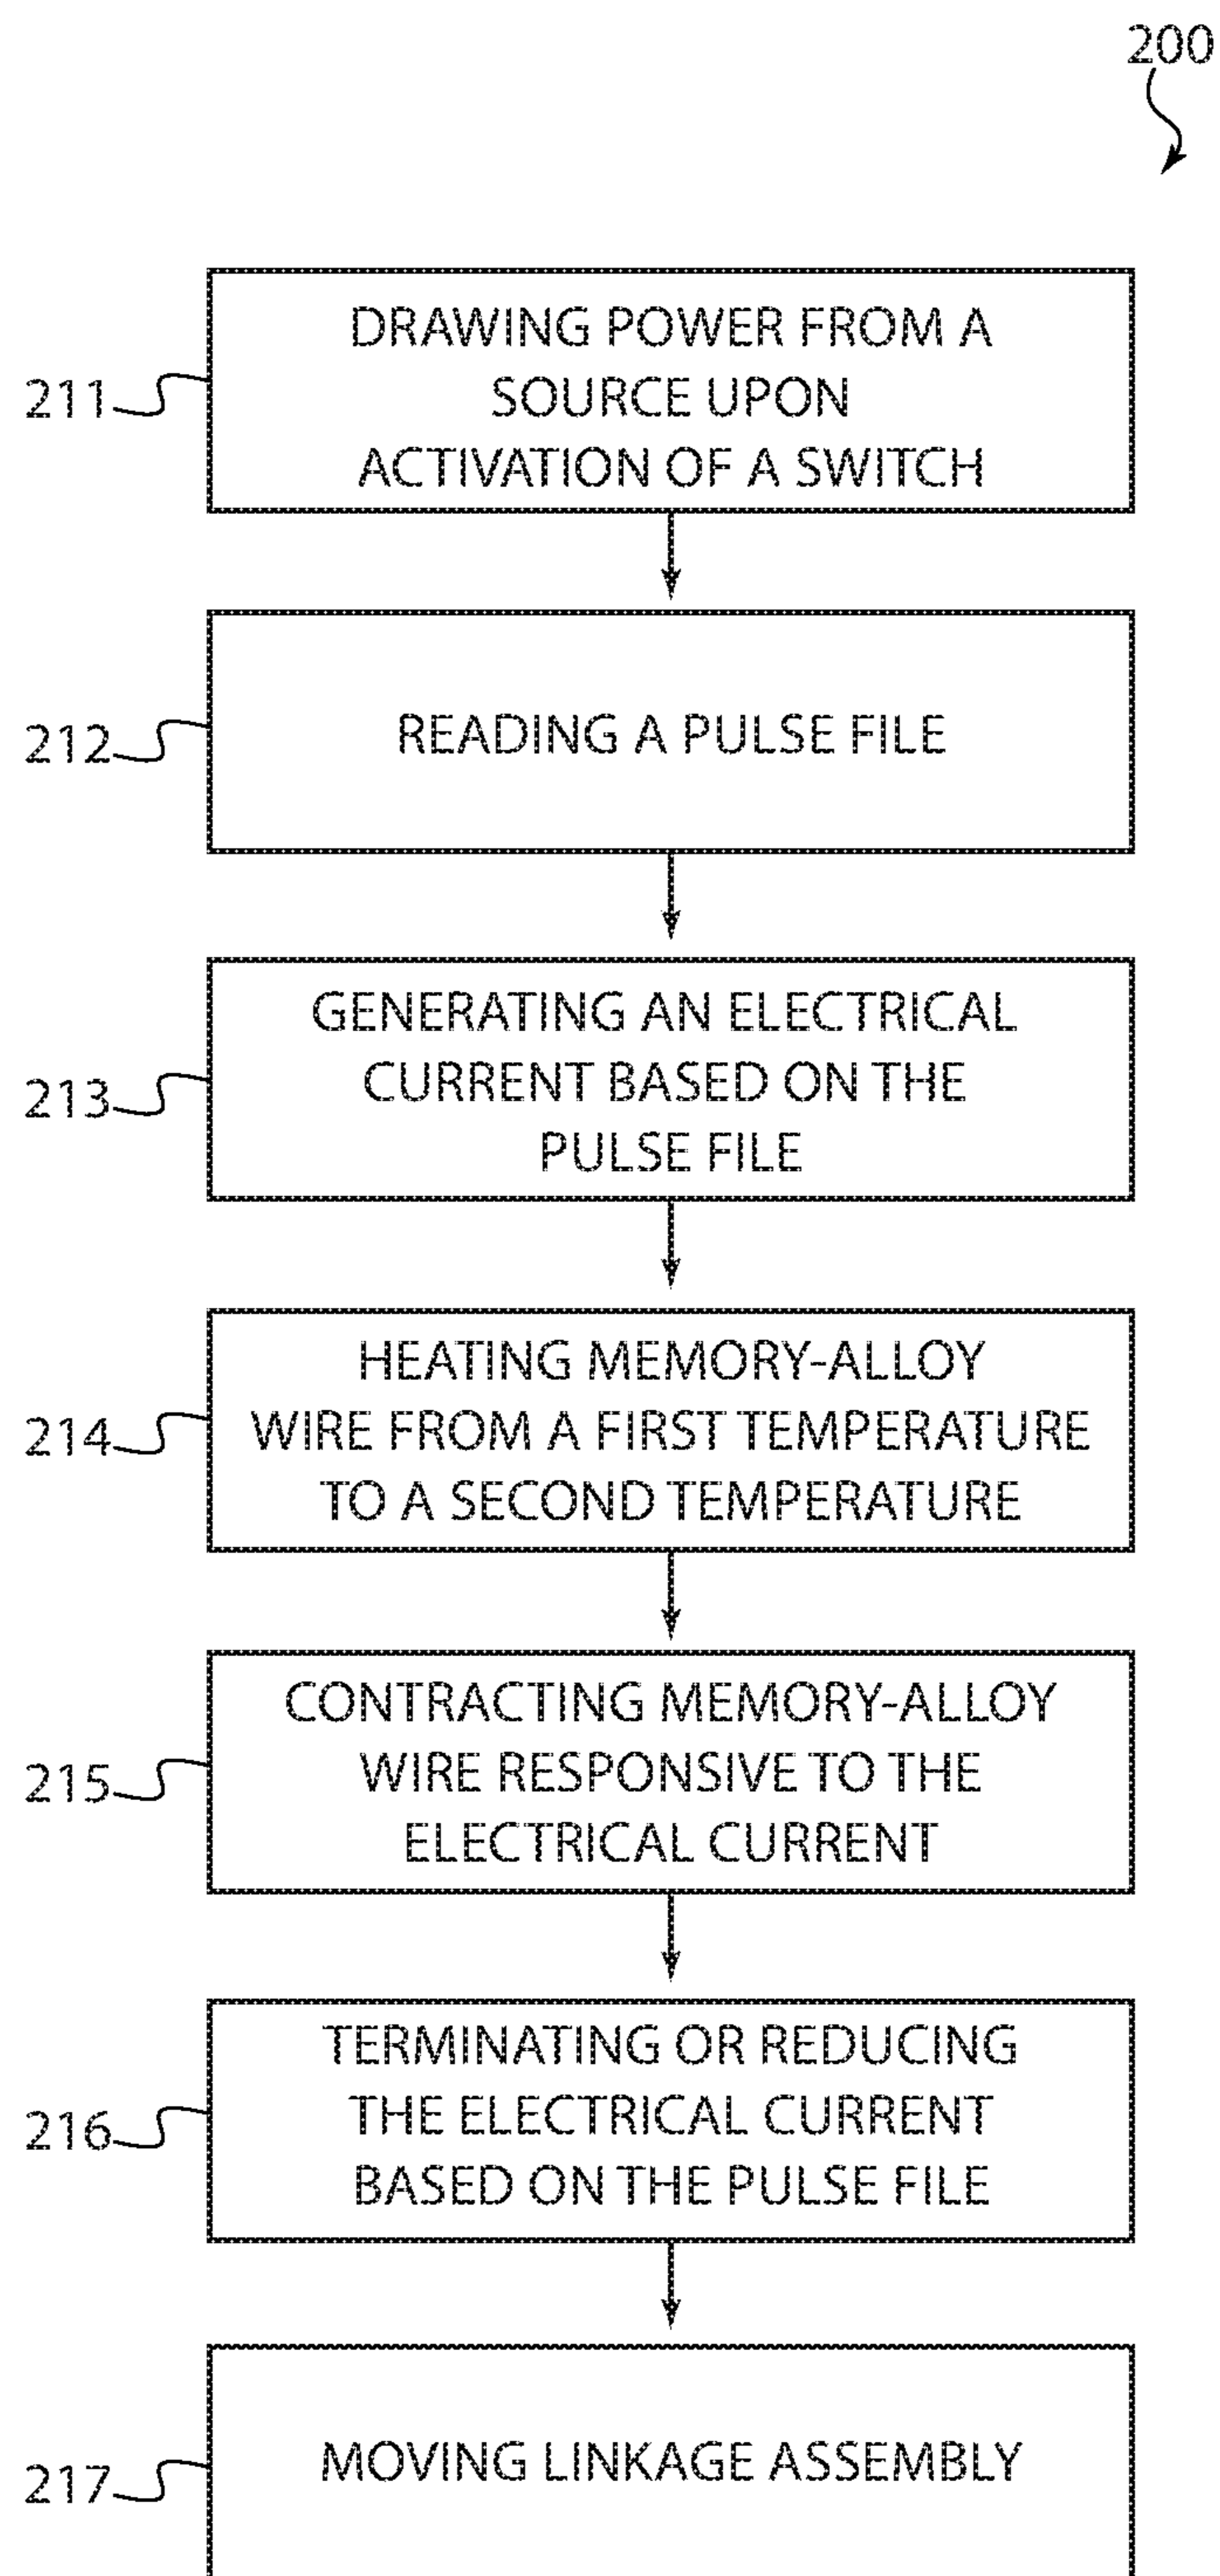 200
211
DRAWING POWER FROM A
SOURCE UPON
ACTIVATION OF A SWITCH
212
READING A PULSE FILE
213
GENERATING AN ELECTRICAL
CURRENT BASED ON THE
PULSE FILE
214
HEATING MEMORY-ALLOY
WIRE FROM A FIRST TEMPERATURE
TO A SECOND TEMPERATURE
215
CONTRACTING MEMORY-ALLOY
WIRE RESPONSIVE TO THE
ELECTRICAL CURRENT
216
TERMINATING OR REDUCING
THE ELECTRICAL CURRENT
BASED ON THE PULSE FILE
217
MOVING LINKAGE ASSEMBLY